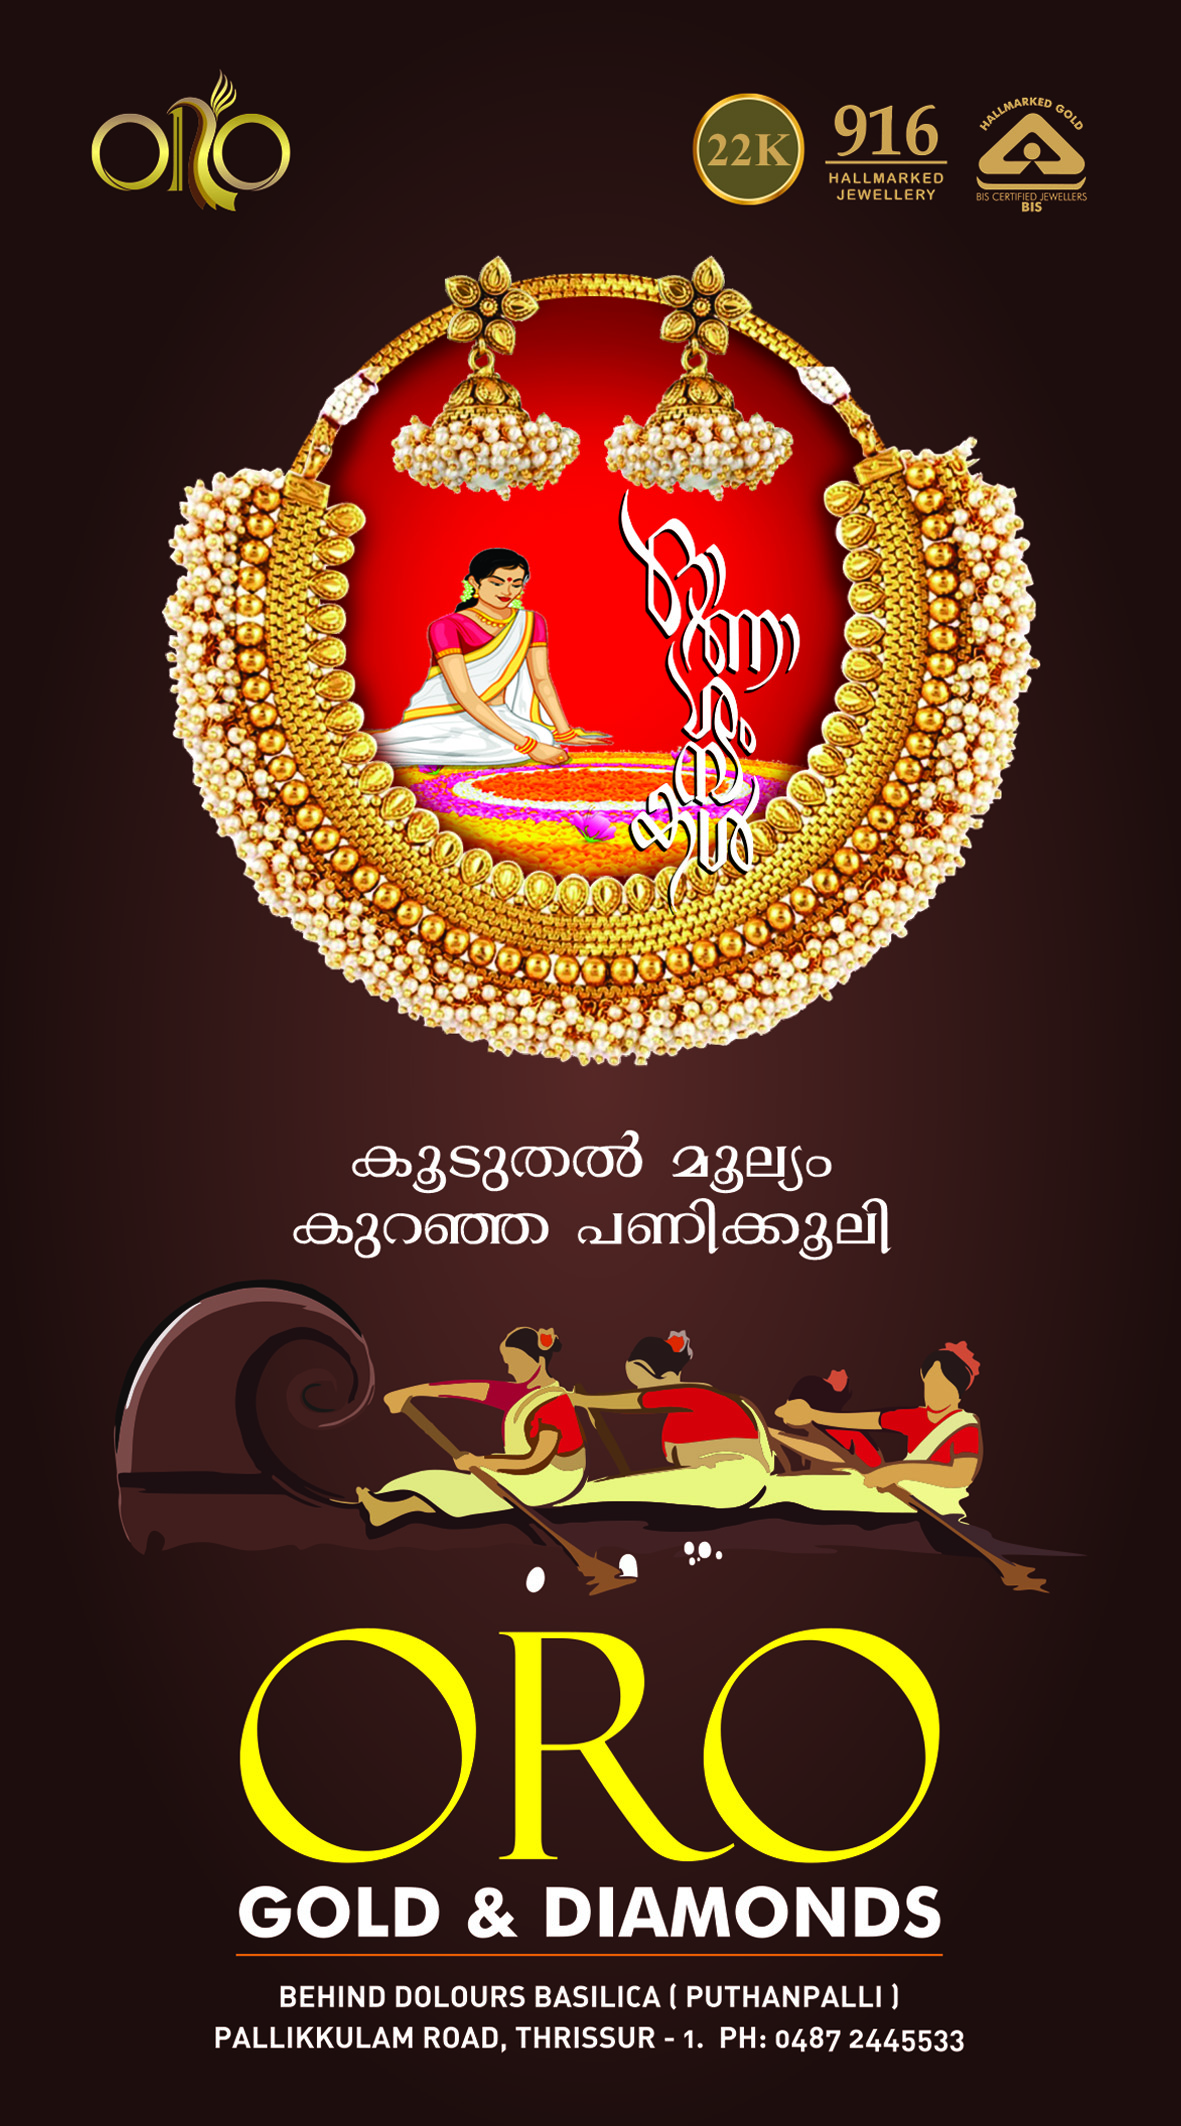 ORO
22K
916
HALLMARKED
JEWELLERY
HALLMARKED GOLD
BIS CERTIFIED JEWELLERS
BIS
ഓണാ
ശംസ
കൾ
കൂടുതൽ മൂല്യം
കുറഞ്ഞ പണിക്കൂലി
ORO
GOLD & DIAMONDS
BEHIND DOLOURS BASILICA ( PUTHANPALLI )
PALLIKKULAM ROAD, THRISSUR - 1. PH: 0487 2445533